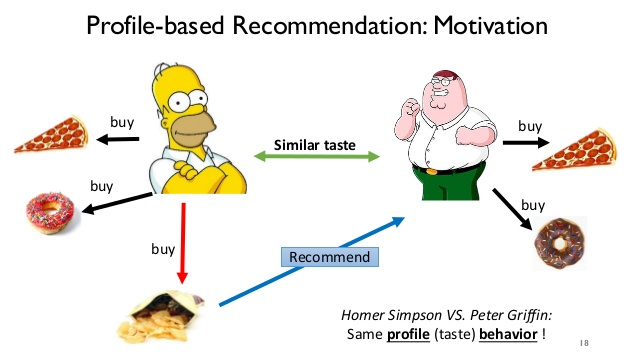 Profile-based Recommendation: Motivation
buy
buy
Similar taste
buy
buy
buy
Recommend
Homer Simpson VS. Peter Griffin:
Same profile (taste) behavior !
18